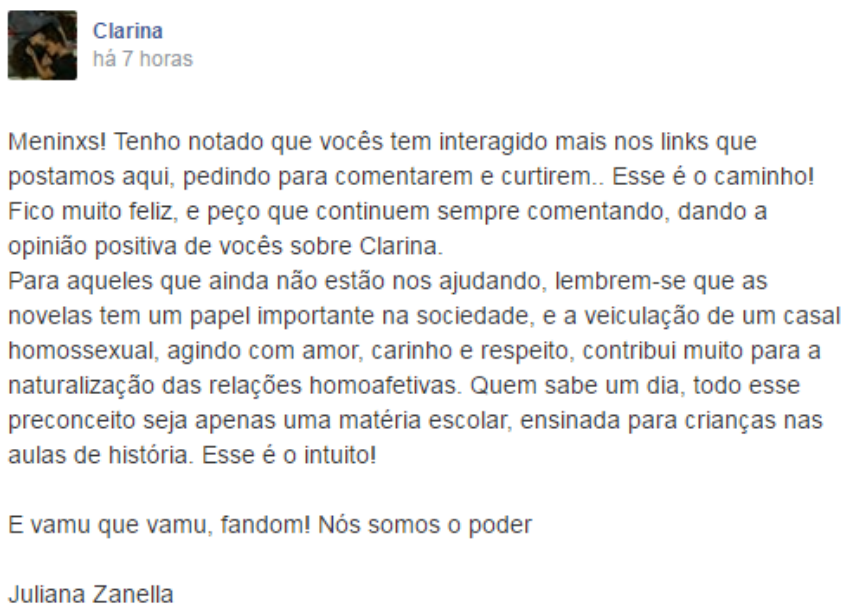 Clarina
há 7 horas
Meninxs! Tenho notado que vocês tem interagido mais nos links que
postamos aqui, pedindo para comentarem e curtirem.. Esse é o caminho!
Fico muito feliz, e peço que continuem sempre comentando, dando a
opinião positiva de vocês sobre Clarina.
Para aqueles que ainda não estão nos ajudando, lembrem-se que as
novelas tem um papel importante na sociedade, e a veiculação de um casal
homossexual, agindo com amor, carinho e respeito, contribui muito para a
naturalização das relações homoafetivas. Quem sabe um dia, todo esse
preconceito seja apenas uma matéria escolar, ensinada para crianças nas
aulas de história. Esse é o intuito!
E vamu que vamu, fandom! Nós somos o poder
Juliana Zanella